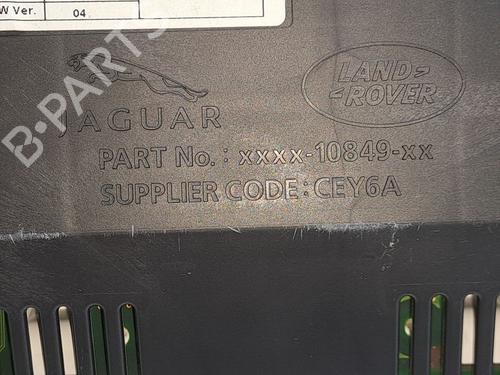 W Ver.
04
B-PARTS
JAGUAR
LAND
ROVER
PART No.: xxxx-10849-xx
SUPPLIER CODE: CEY6A